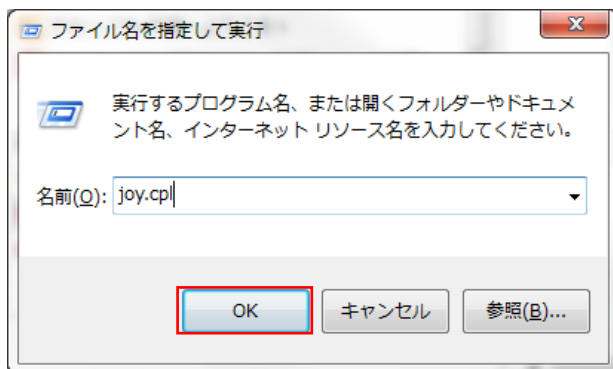 ファイル名を指定して実行
実行するプログラム名、または開くフォルダーやドキュメ
ント名、インターネット リソース名を入力してください。
名前(O): joy.cpl
OK キャンセル 参照(B)...